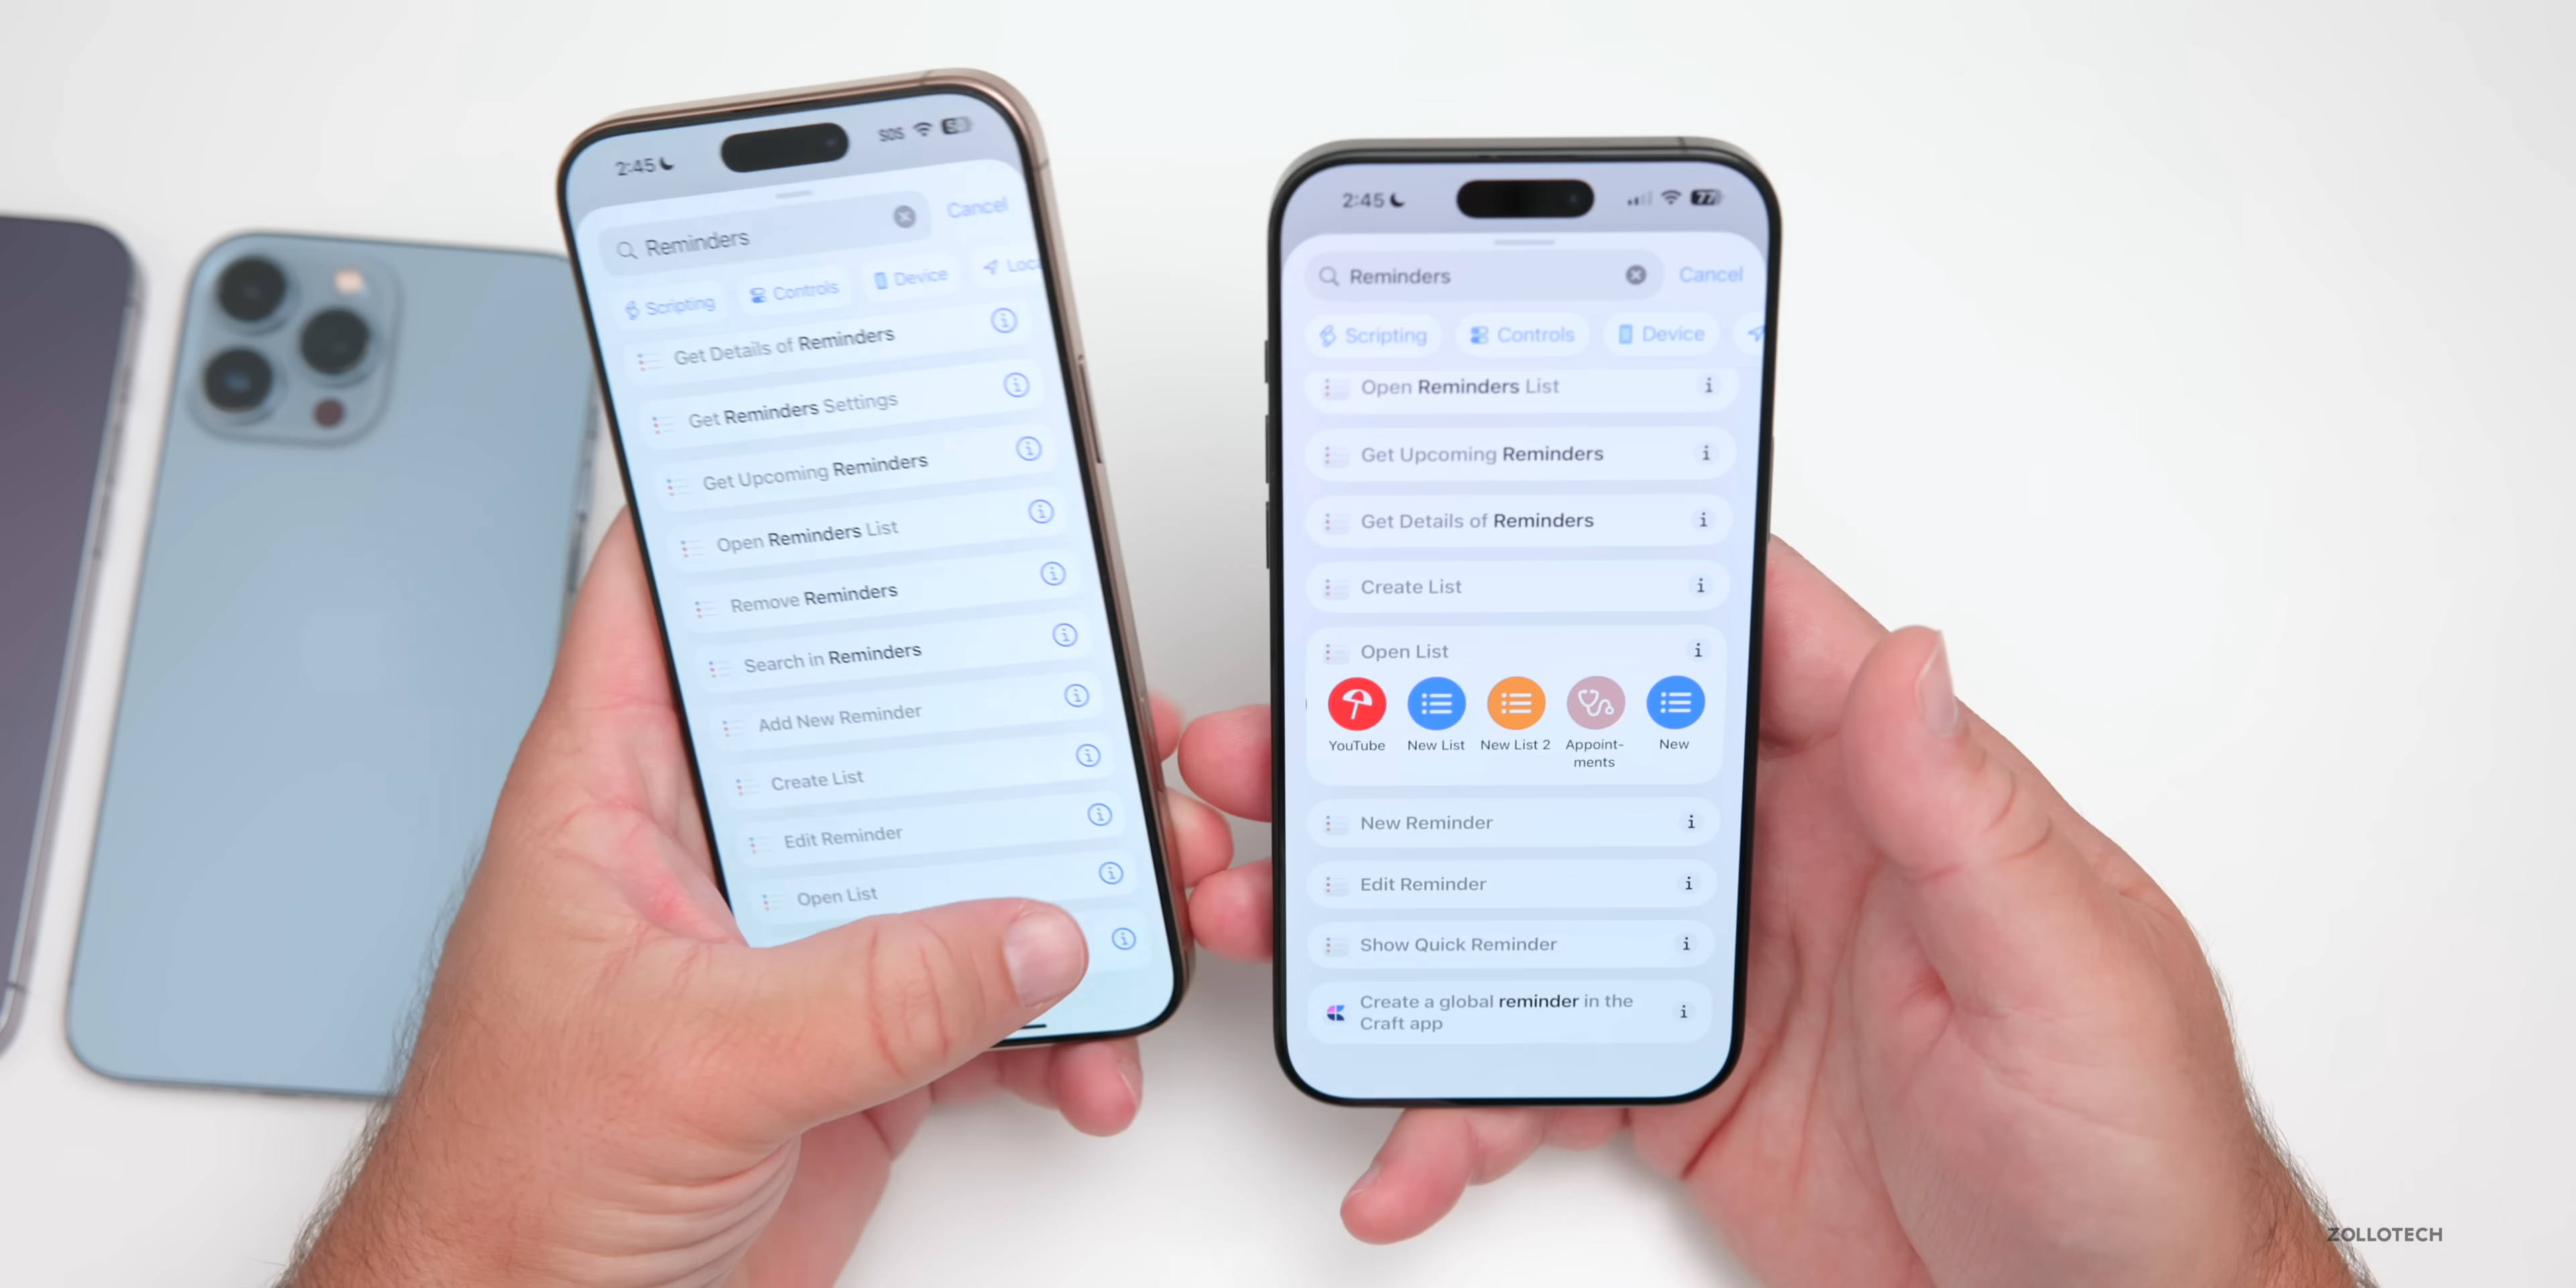 2:45
SOS
Reminders
Cancel
Scripting
Controls
Device
Get Details of Reminders
Get Reminders Settings
Get Upcoming Reminders
Open Reminders List
Remove Reminders
Search in Reminders
Add New Reminder
Create List
Edit Reminder
Open List
2:45
77
Reminders
Cancel
Scripting
Controls
Device
Open Reminders List
Get Upcoming Reminders
Get Details of Reminders
Create List
Open List
YouTube
New List
New List 2
Appoint-
ments
New
New Reminder
Edit Reminder
Show Quick Reminder
Create a global reminder in the
Craft app
ZOLLOTECH